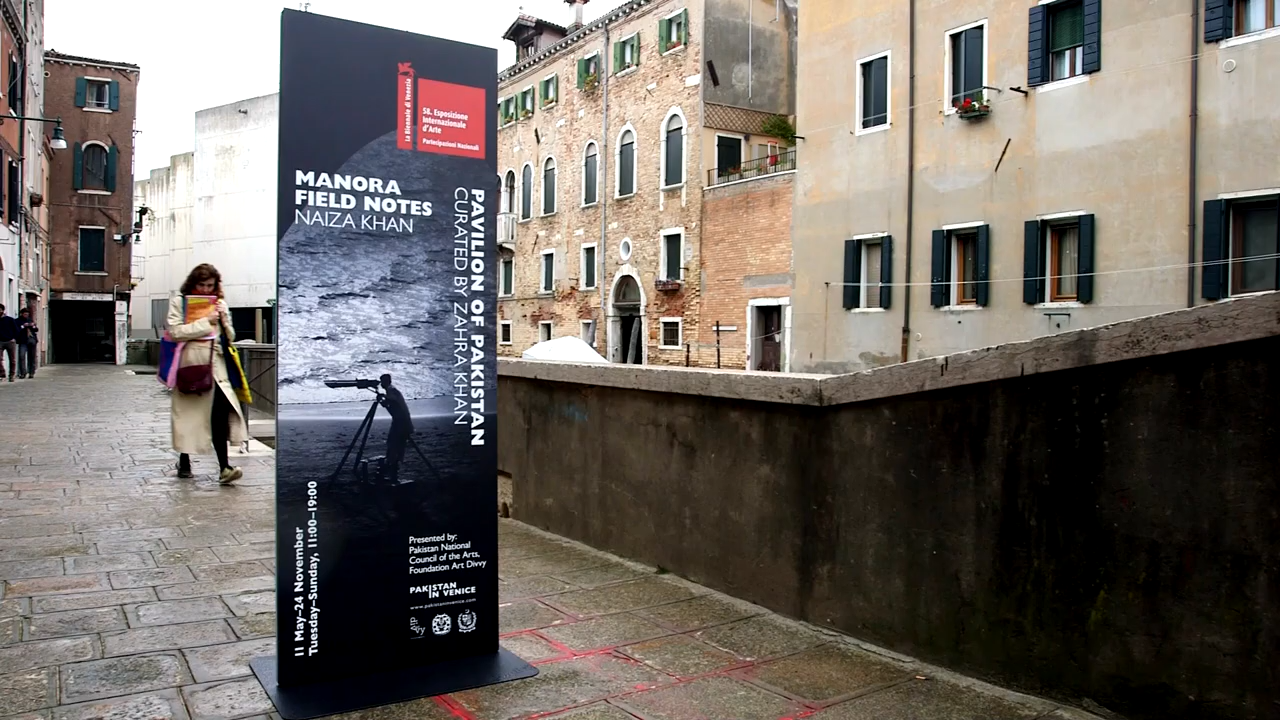 La Biennale di Venezia
58. Esposizione
Internazionale
d'Arte
Partecipazioni Nazionali
MANORA
FIELD NOTES
NAIZA KHAN
PAVILION OF PAKISTAN
CURATED BY ZAHRA KHAN
11 May–24 November
Tuesday–Sunday, 11:00–19:00
Presented by:
Pakistan National
Council of the Arts,
Foundation Art Divvy
PAKISTAN
IN VENICE
www.pakistaninvenice.com